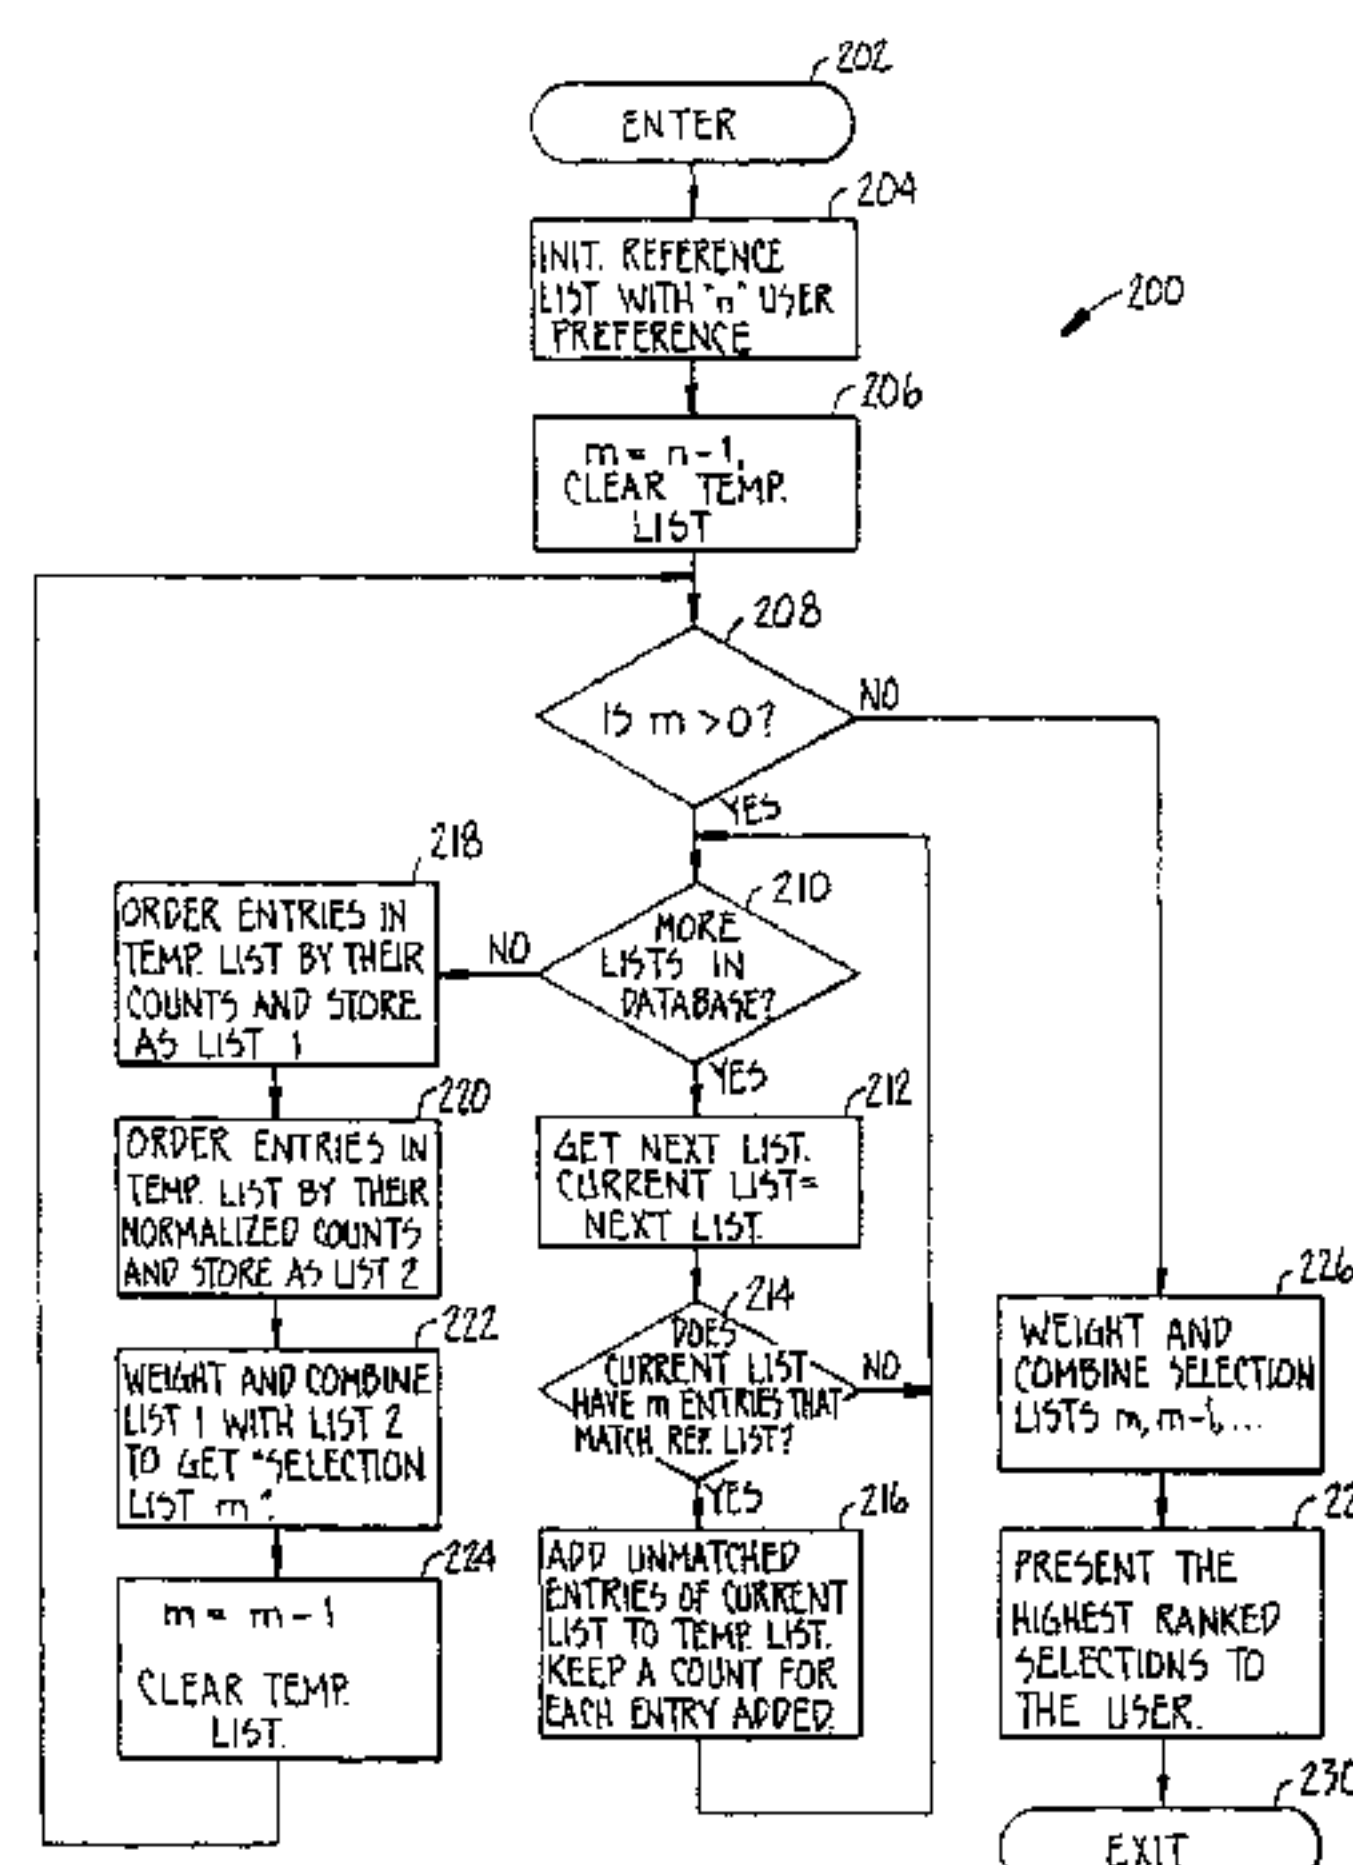 202
ENTER
204
INIT. REFERENCE
LIST WITH "n" USER
PREFERENCE
200
206
m = n-1,
CLEAR TEMP.
LIST
208
IS m > 0?
NO
YES
218
ORDER ENTRIES IN
TEMP. LIST BY THEIR
COUNTS AND STORE
AS LIST 1
NO
210
MORE
LISTS IN
DATABASE?
YES
220
ORDER ENTRIES IN
TEMP. LIST BY THEIR
NORMALIZED COUNTS
AND STORE AS LIST 2
212
GET NEXT LIST.
CURRENT LIST=
NEXT LIST.
222
WEIGHT AND COMBINE
LIST 1 WITH LIST 2
TO GET "SELECTION
LIST m".
214
DOES
CURRENT LIST
HAVE m ENTRIES THAT
MATCH REF. LIST?
NO
YES
226
WEIGHT AND
COMBINE SELECTION
LISTS m, m-1, ...
224
m = m-1
CLEAR TEMP.
LIST.
216
ADD UNMATCHED
ENTRIES OF CURRENT
LIST TO TEMP. LIST.
KEEP A COUNT FOR
EACH ENTRY ADDED.
22
PRESENT THE
HIGHEST RANKED
SELECTIONS TO
THE USER.
230
EXIT